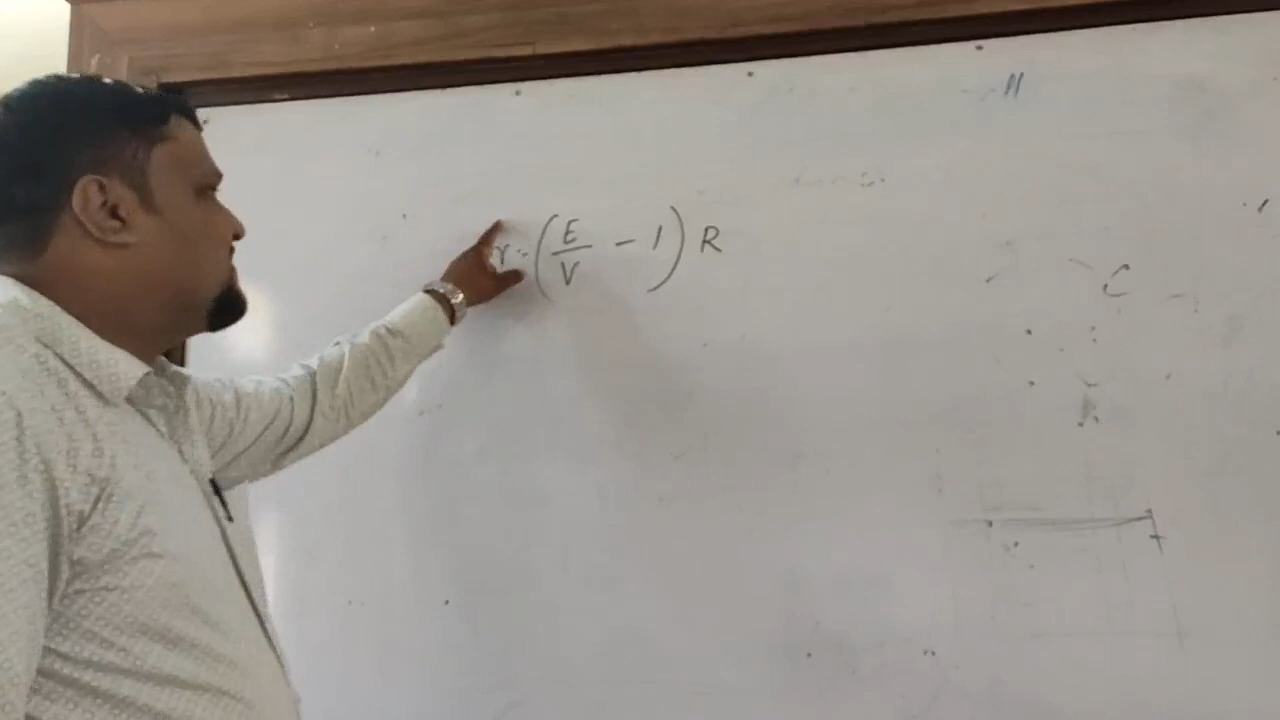 r = (E/V - 1) R
C